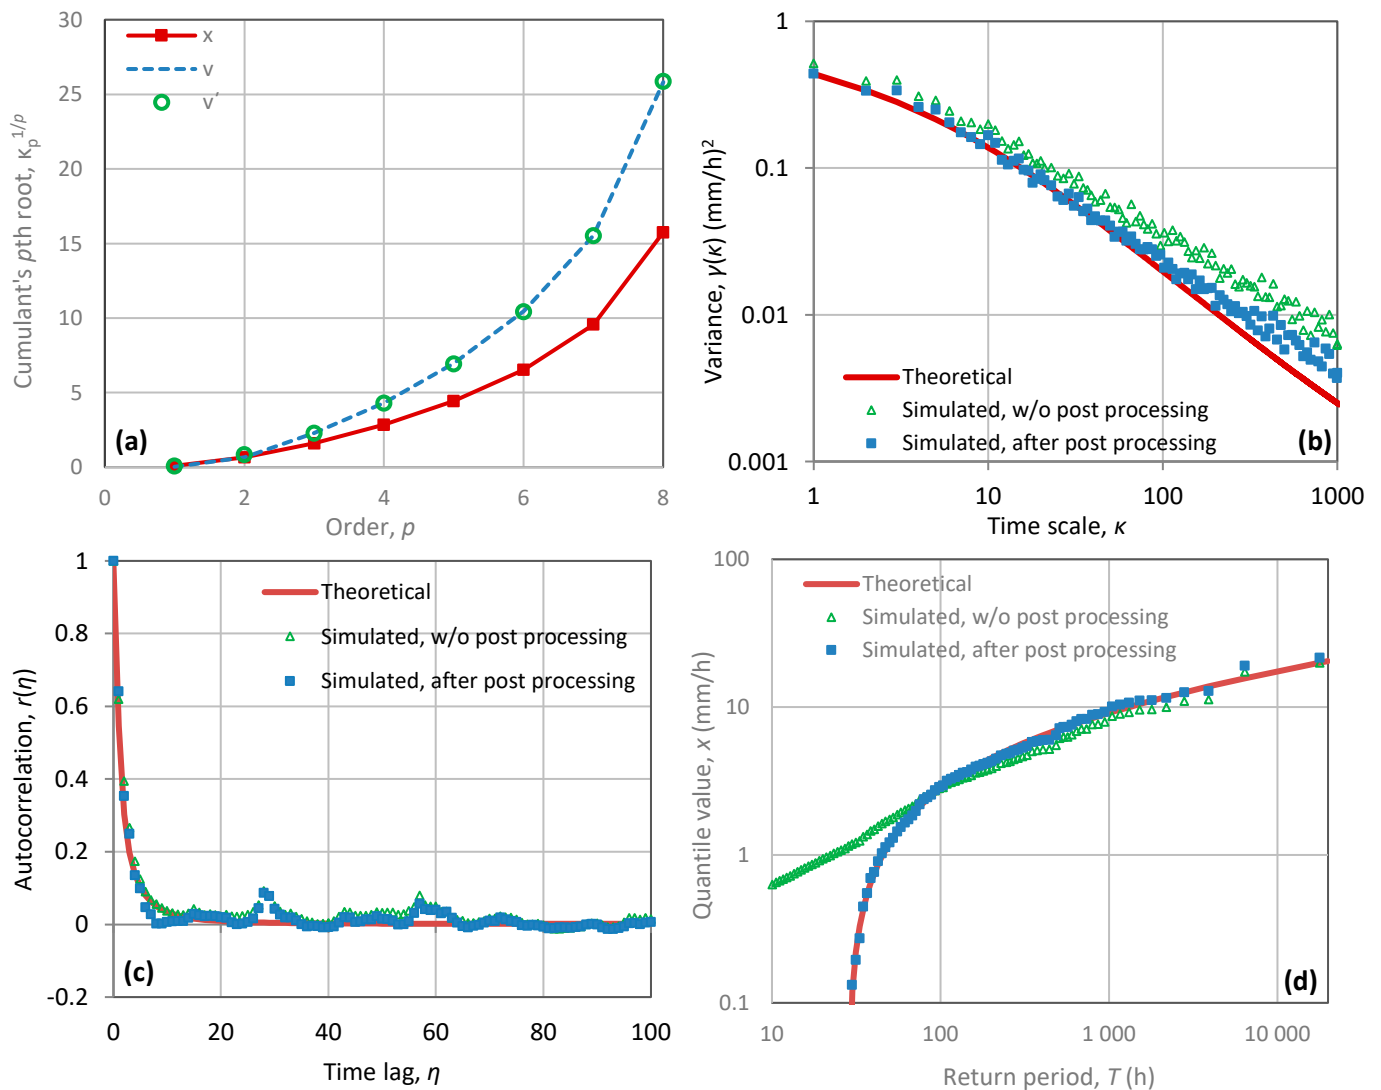 30
25
20
15
10
5
0
x
v
v′
(a)
0
2
4
6
8
Order, p
Cumulant's pth root, κp^1/p
1
0.1
0.01
0.001
Variance, γ(κ) (mm/h)²
Theoretical
Simulated, w/o post processing
Simulated, after post processing
(b)
1
10
100
1000
Time scale, κ
1
0.8
0.6
0.4
0.2
0
-0.2
Autocorrelation, r(η)
Theoretical
Simulated, w/o post processing
Simulated, after post processing
(c)
0
20
40
60
80
100
Time lag, η
100
10
1
0.1
Quantile value, x (mm/h)
Theoretical
Simulated, w/o post processing
Simulated, after post processing
(d)
10
100
1 000
10 000
Return period, T (h)